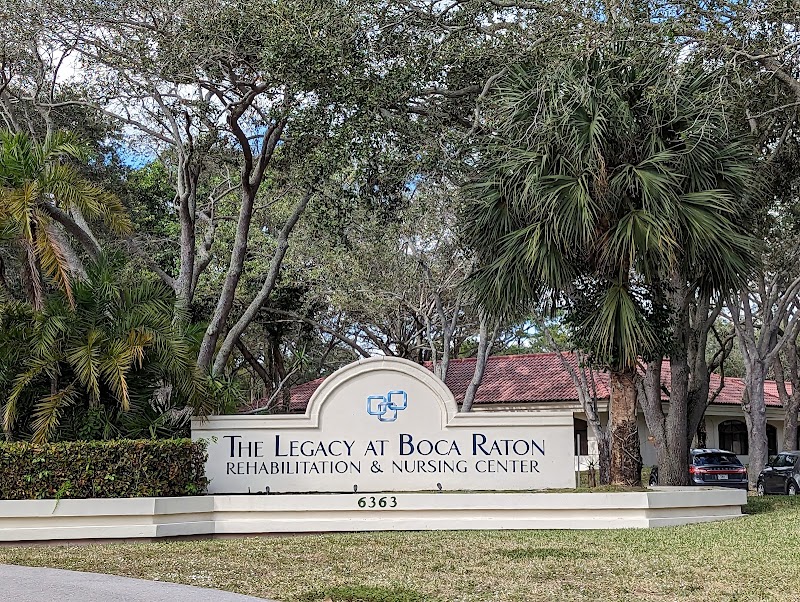 THE LEGACY AT BOCA RATON
REHABILITATION & NURSING CENTER
6363